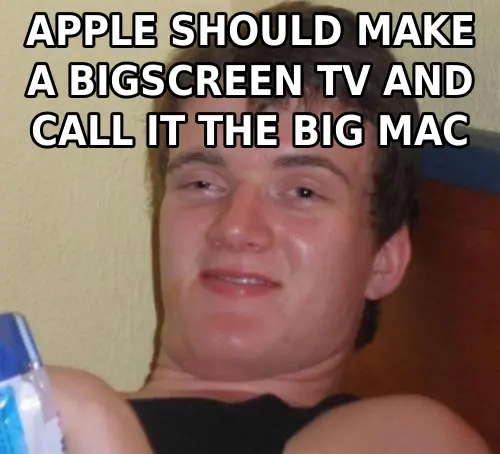 APPLE SHOULD MAKE
A BIGSCREEN TV AND
CALL IT THE BIG MAC